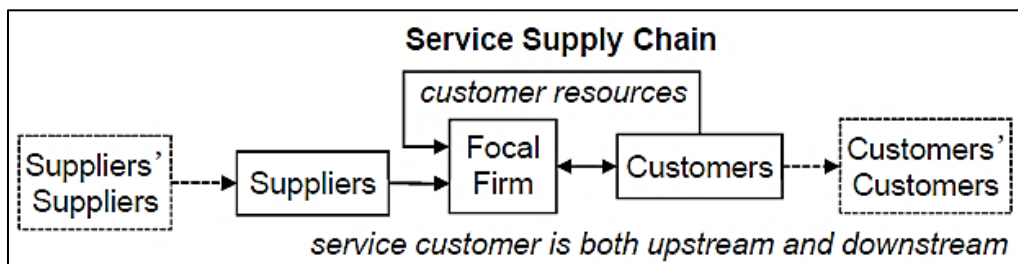 Service Supply Chain
customer resources
Suppliers’
Suppliers
Suppliers
Focal
Firm
Customers
Customers’
Customers
service customer is both upstream and downstream